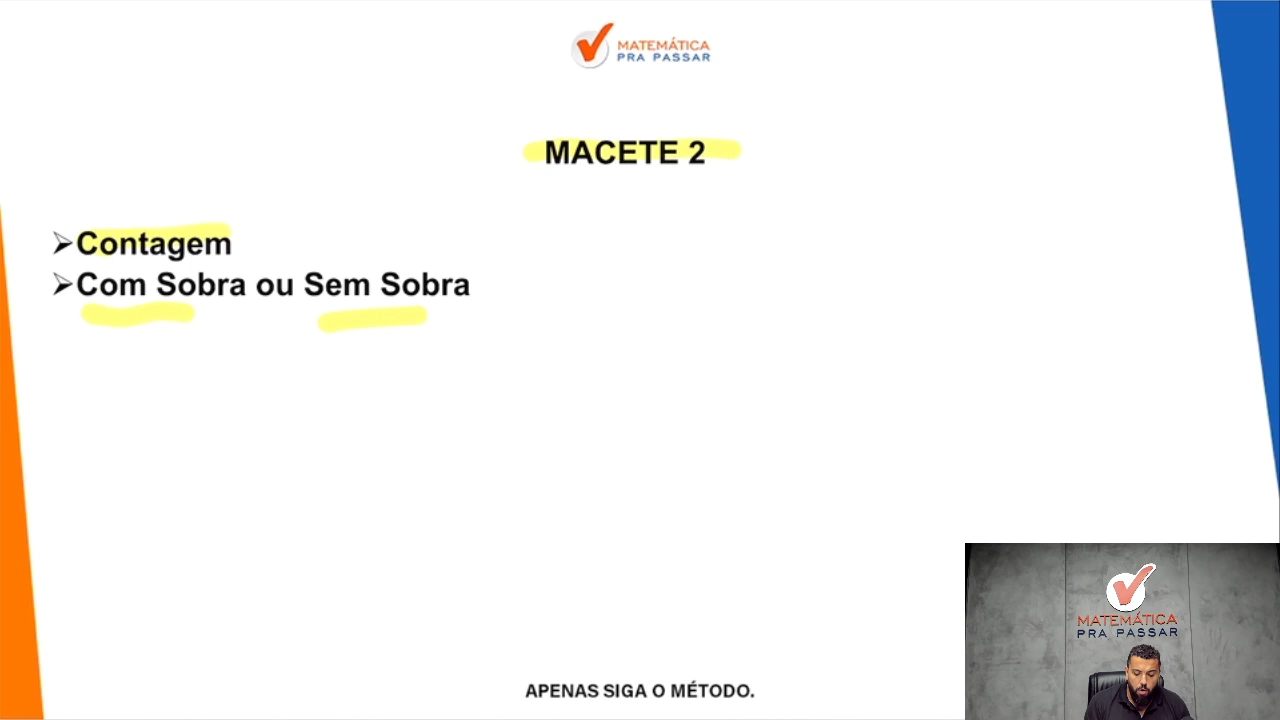 MATEMÁTICA
PRA PASSAR
MACETE 2
➢Contagem
➢Com Sobra ou Sem Sobra
MATEMÁTICA
PRA PASSAR
APENAS SIGA O MÉTODO.